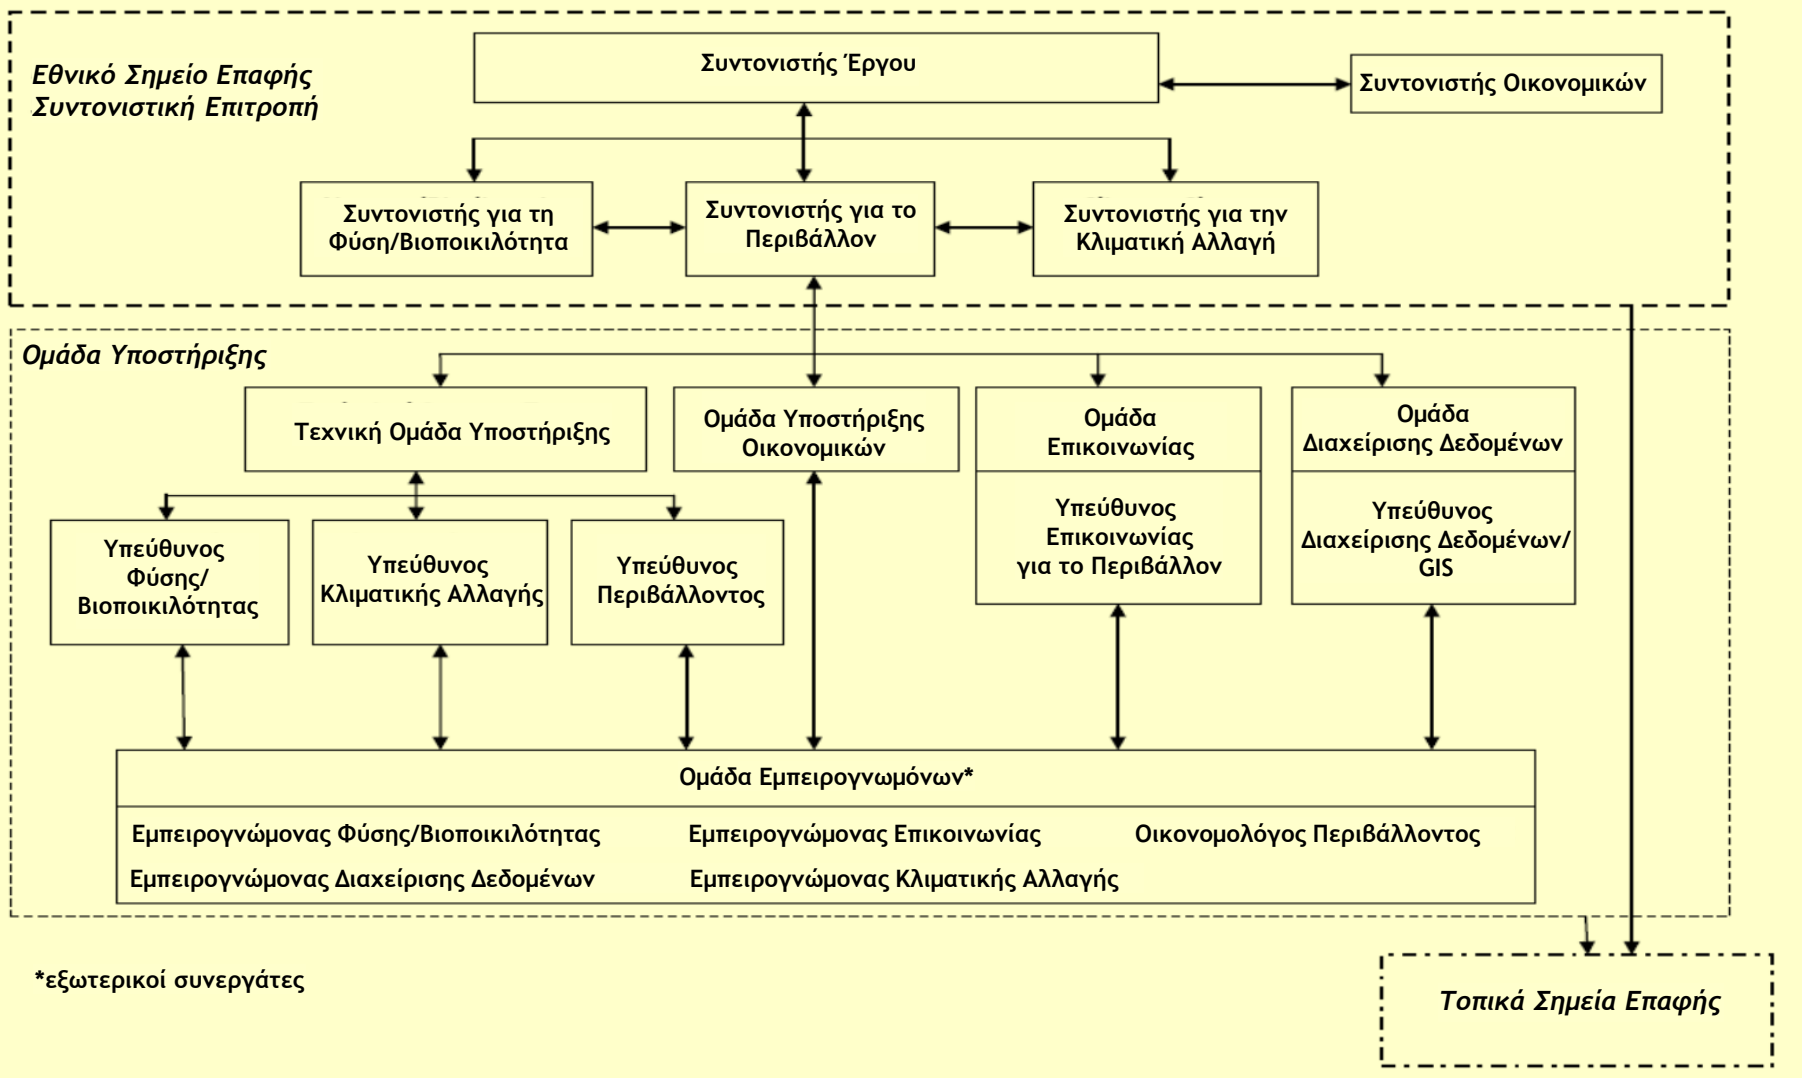 Εθνικό Σημείο Επαφής
Συντονιστική Επιτροπή
Συντονιστής Έργου
Συντονιστής Οικονομικών
Συντονιστής για τη
Φύση/Βιοποικιλότητα
Συντονιστής για το
Περιβάλλον
Συντονιστής για την
Κλιματική Αλλαγή
Ομάδα Υποστήριξης
Τεχνική Ομάδα Υποστήριξης
Ομάδα Υποστήριξης
Οικονομικών
Ομάδα
Επικοινωνίας
Ομάδα
Διαχείρισης Δεδομένων
Υπεύθυνος
Φύσης/
Βιοποικιλότητας
Υπεύθυνος
Κλιματικής Αλλαγής
Υπεύθυνος
Περιβάλλοντος
Υπεύθυνος
Επικοινωνίας
για το Περιβάλλον
Υπεύθυνος
Διαχείρισης Δεδομένων/
GIS
Ομάδα Εμπειρογνωμόνων*
Εμπειρογνώμονας Φύσης/Βιοποικιλότητας
Εμπειρογνώμονας Επικοινωνίας
Οικονομολόγος Περιβάλλοντος
Εμπειρογνώμονας Διαχείρισης Δεδομένων
Εμπειρογνώμονας Κλιματικής Αλλαγής
*εξωτερικοί συνεργάτες
Τοπικά Σημεία Επαφής